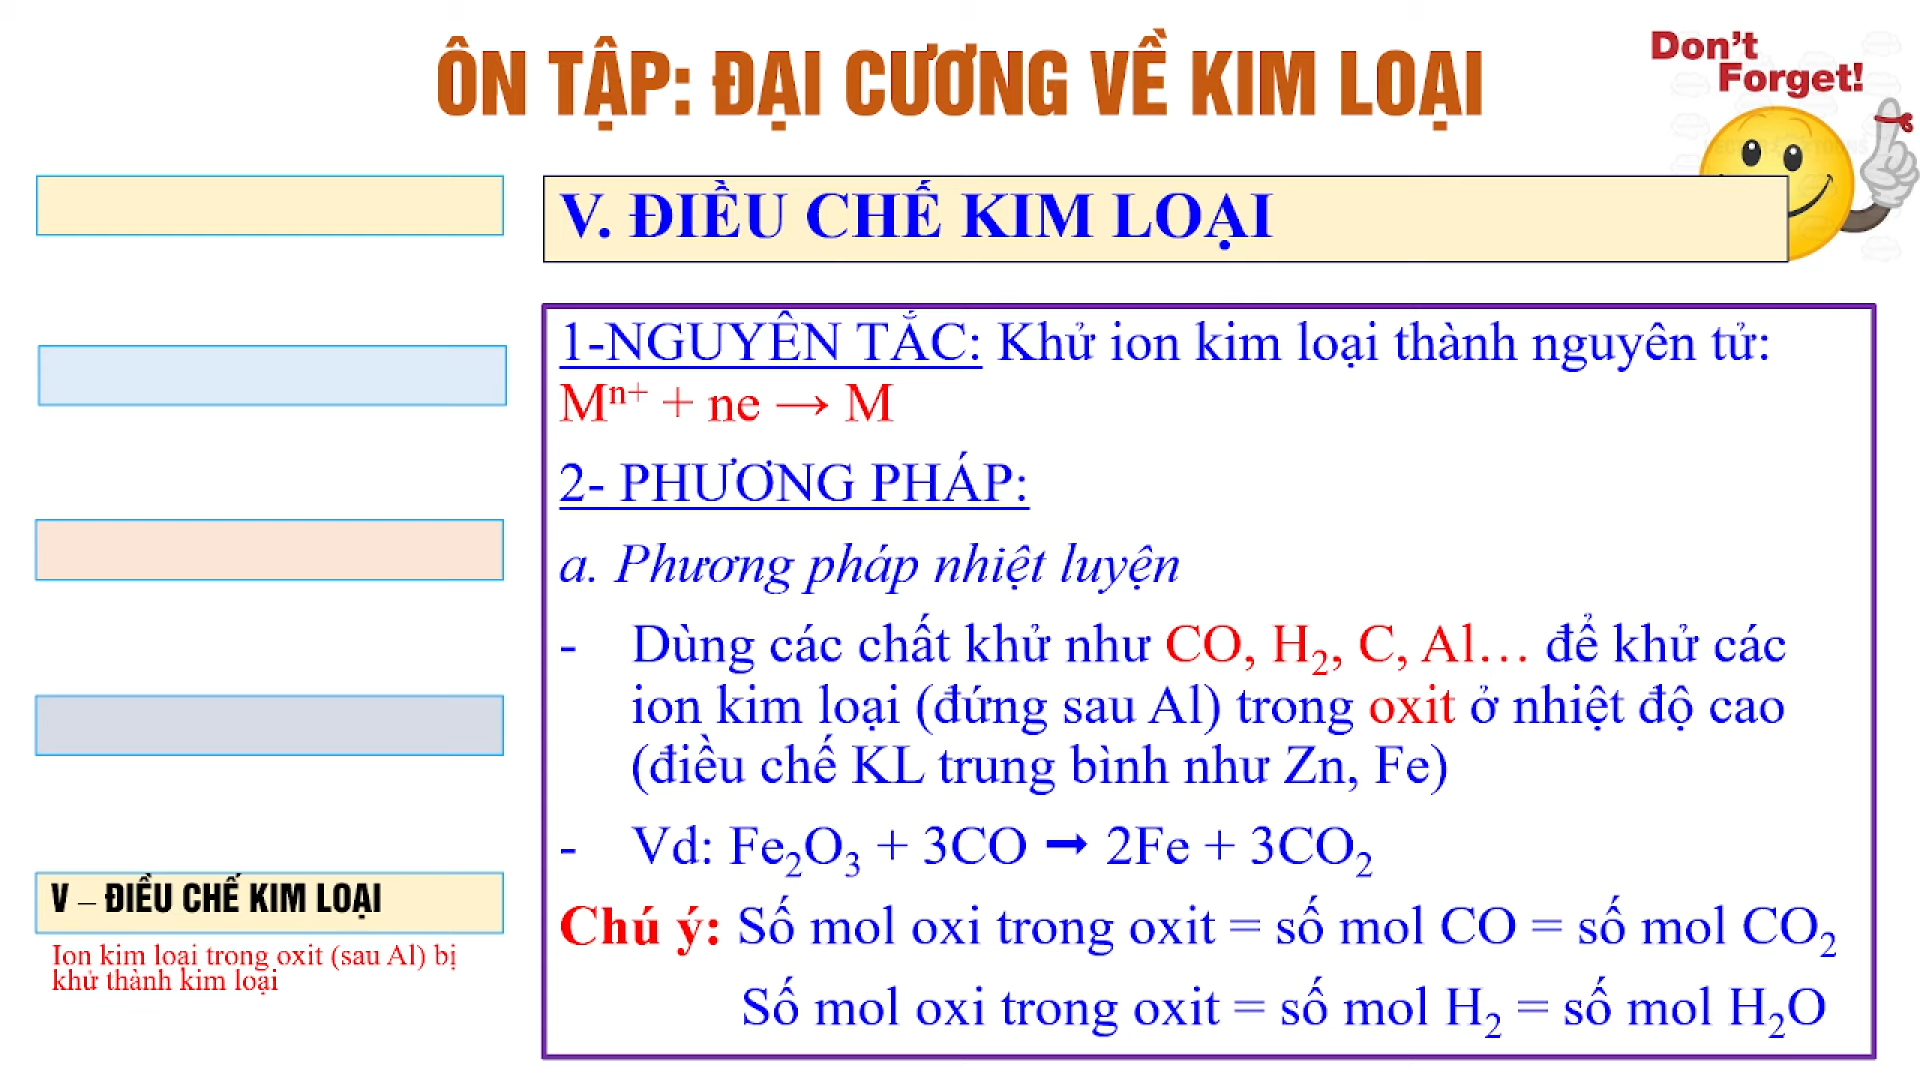 ÔN TẬP: ĐẠI CƯƠNG VỀ KIM LOẠI
Don't
Forget!
V. ĐIỀU CHẾ KIM LOẠI
1-NGUYÊN TẮC: Khử ion kim loại thành nguyên tử:
Mⁿ⁺ + ne → M
2- PHƯƠNG PHÁP:
a. Phương pháp nhiệt luyện
- Dùng các chất khử như CO, H₂, C, Al… để khử các
ion kim loại (đứng sau Al) trong oxit ở nhiệt độ cao
(điều chế KL trung bình như Zn, Fe)
- Vd: Fe₂O₃ + 3CO → 2Fe + 3CO₂
Chú ý: Số mol oxi trong oxit = số mol CO = số mol CO₂
Số mol oxi trong oxit = số mol H₂ = số mol H₂O
V – ĐIỀU CHẾ KIM LOẠI
Ion kim loai trong oxit (sau Al) bị
khử thành kim loại